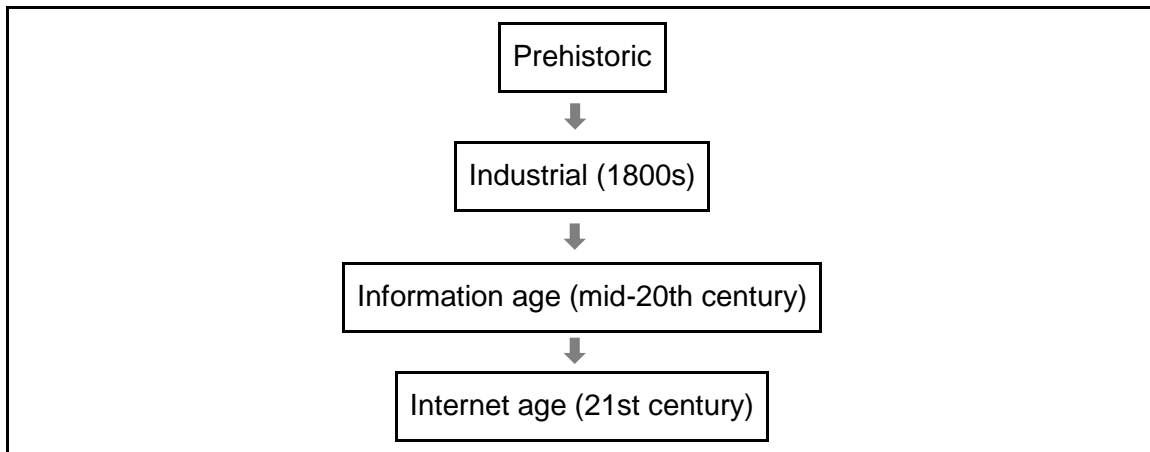 Prehistoric
Industrial (1800s)
Information age (mid-20th century)
Internet age (21st century)